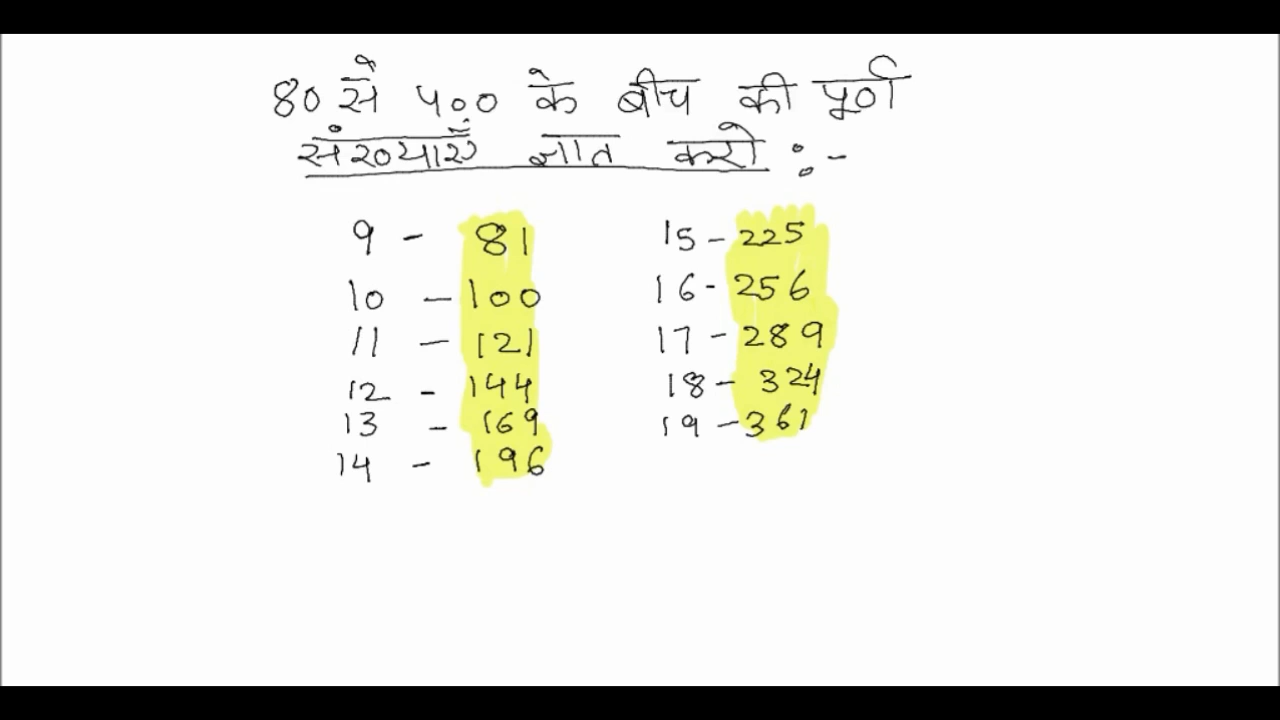 80 से ५०० के बीच की पूर्ण
संख्याएँ ज्ञात करो :-
9 - 81
10 - 100
11 - 121
12 - 144
13 - 169
14 - 196
15 - 225
16 - 256
17 - 289
18 - 324
19 - 361